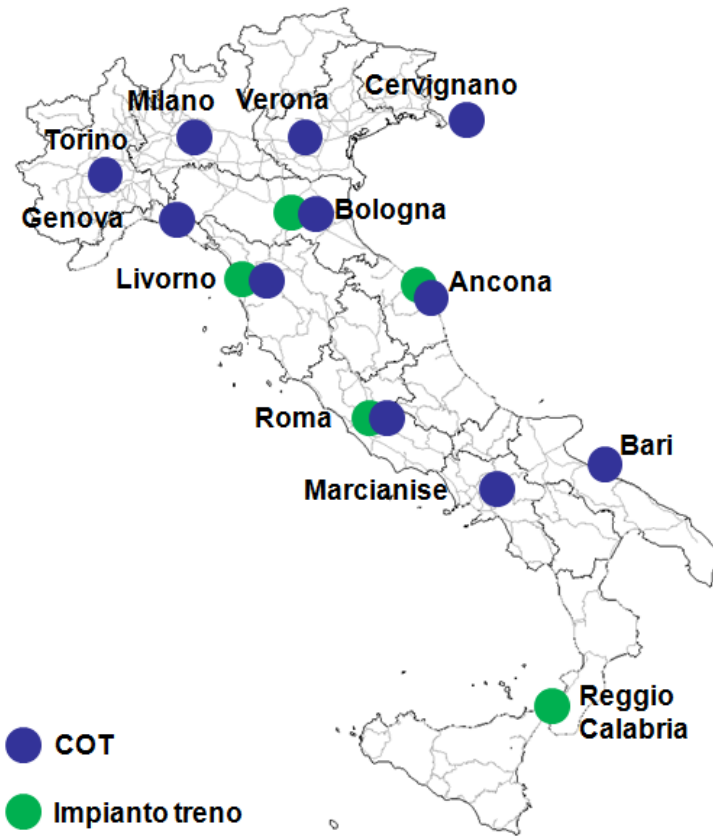 Cervignano
Milano
Verona
Torino
Genova
Bologna
Livorno
Ancona
Roma
Bari
Marcianise
Reggio
Calabria
COT
Impianto treno